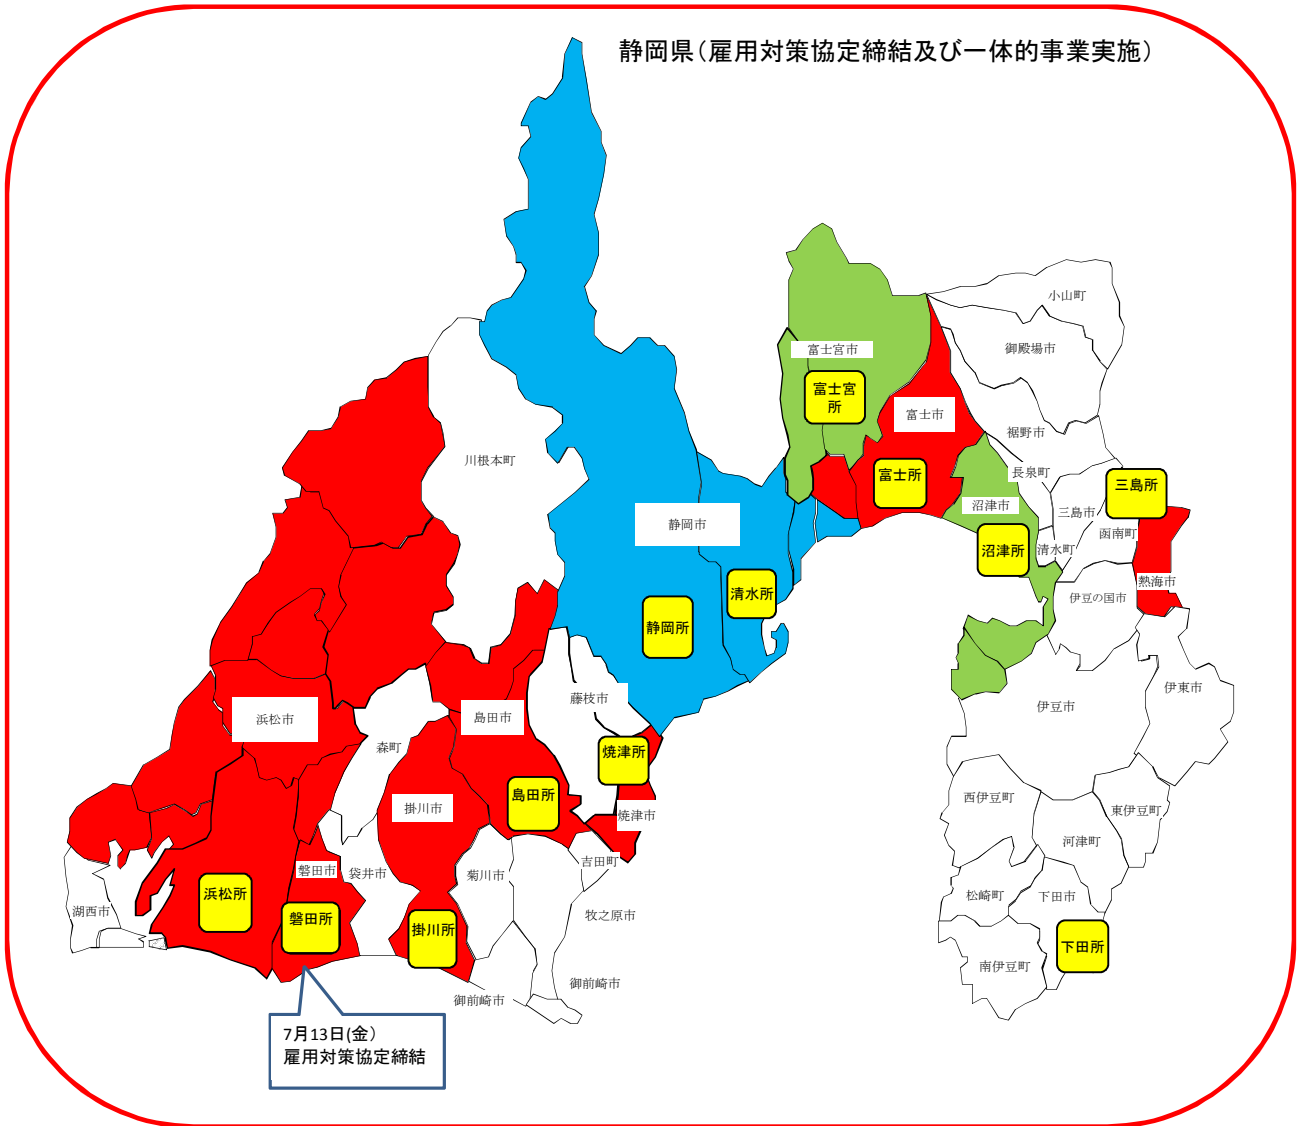 静岡県（雇用対策協定締結及び一体的事業実施）
小山町
御殿場市
富士宮市
富士宮
所
富士市
裾野市
川根本町
長泉町
富士所
三島所
沼津市
三島市
静岡市
函南町
沼津所
清水町
熱海市
清水所
伊豆の国市
静岡所
伊東市
藤枝市
伊豆市
浜松市
島田市
森町
焼津所
島田所
西伊豆町
掛川市
焼津市
東伊豆町
河津町
吉田町
磐田市
袋井市
菊川市
浜松所
松崎町
下田市
湖西市
磐田所
掛川所
牧之原市
下田所
南伊豆町
御前崎市
御前崎市
7月13日(金）
雇用対策協定締結